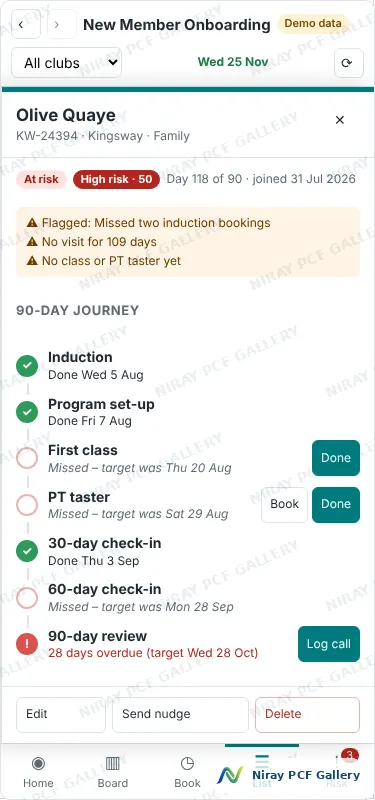 New Member Onboarding
Demo data
All clubs
Wed 25 Nov
Olive Quaye
KW-24394 · Kingsway · Family
At risk
High risk · 50
Day 118 of 90 · joined 31 Jul 2026
⚠ Flagged: Missed two induction bookings
⚠ No visit for 109 days
⚠ No class or PT taster yet
90-DAY JOURNEY
Induction
Done Wed 5 Aug
Program set-up
Done Fri 7 Aug
First class
Missed – target was Thu 20 Aug
Done
PT taster
Missed – target was Sat 29 Aug
Book
Done
30-day check-in
Done Thu 3 Sep
60-day check-in
Missed – target was Mon 28 Sep
90-day review
28 days overdue (target Wed 28 Oct)
Log call
Edit
Send nudge
Delete
Home
Board
Book
List
Risk
3
Niray PCF Gallery
NIRAY PCF GALLERY